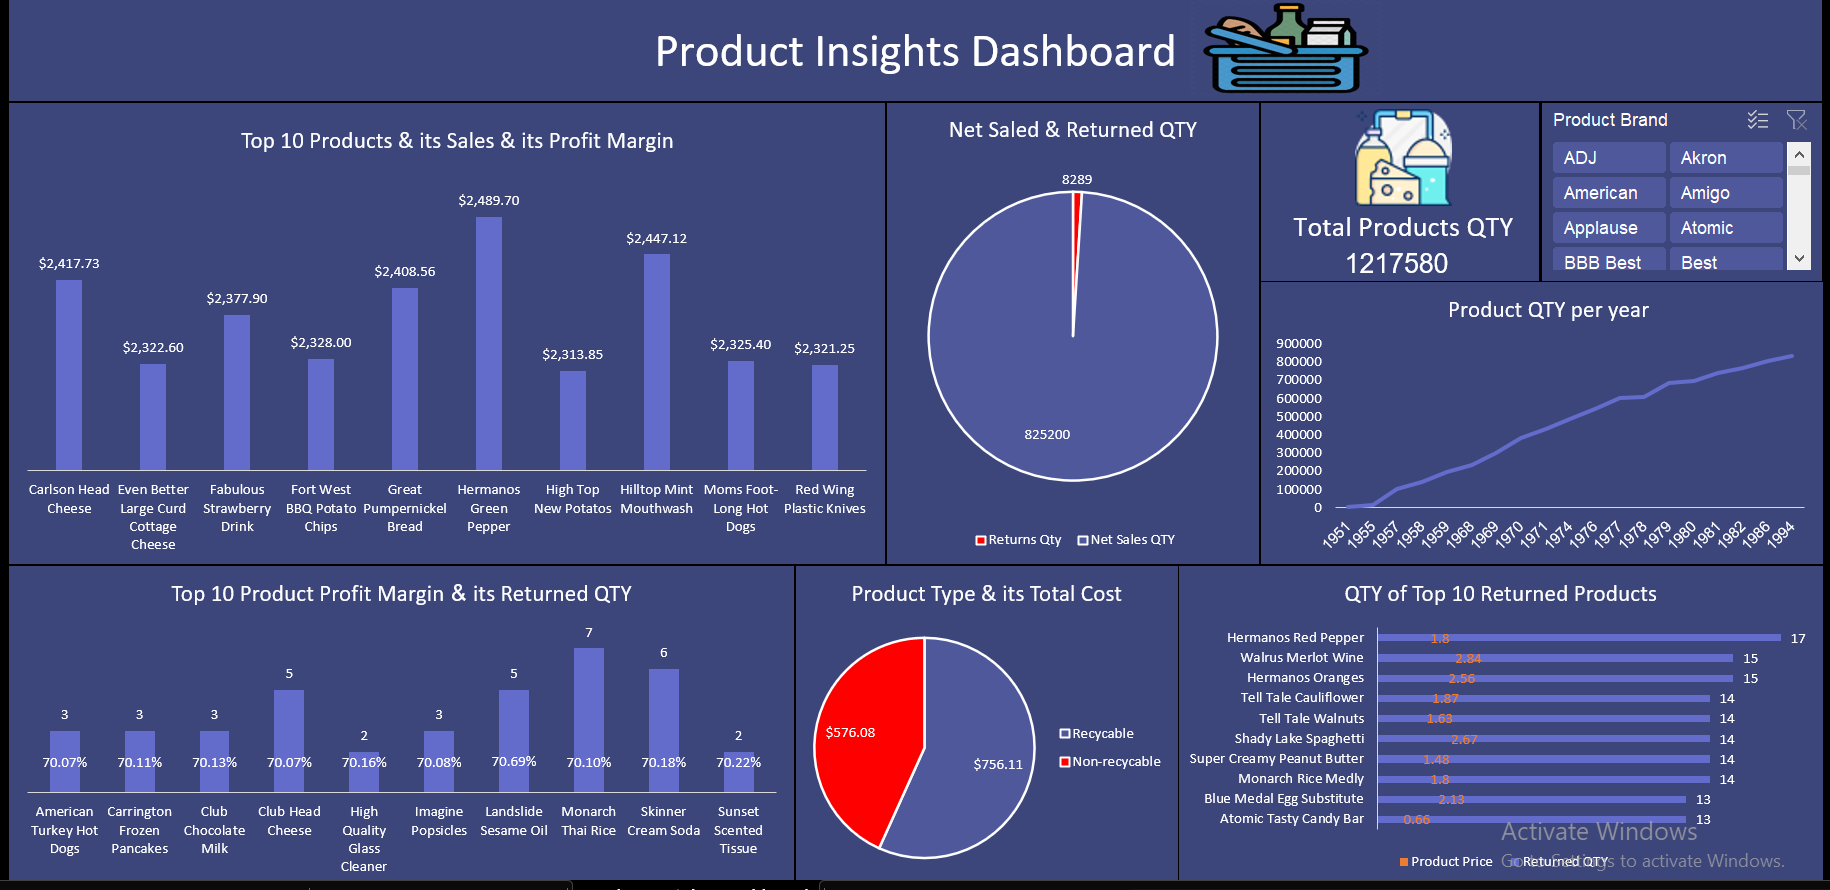 Product Insights Dashboard
Top 10 Products & its Sales & its Profit Margin
$2,417.73
$2,322.60
$2,377.90
$2,328.00
$2,408.56
$2,489.70
$2,313.85
$2,447.12
$2,325.40
$2,321.25
Carlson Head
Cheese
Even Better
Large Curd
Cottage
Cheese
Fabulous
Strawberry
Drink
Fort West
BBQ Potato
Chips
Great
Pumpernickel
Bread
Hermanos
Green
Pepper
High Top
New Potatos
Hilltop Mint
Mouthwash
Moms Foot-
Long Hot
Dogs
Red Wing
Plastic Knives
Net Saled & Returned QTY
8289
825200
Returns Qty
Net Sales QTY
Total Products QTY
1217580
Product Brand
ADJ
Akron
American
Amigo
Applause
Atomic
BBB Best
Best
Product QTY per year
900000
800000
700000
600000
500000
400000
300000
200000
100000
0
1951
1955
1957
1958
1959
1968
1969
1970
1971
1974
1976
1977
1978
1979
1980
1981
1982
1986
1994
Top 10 Product Profit Margin & its Returned QTY
3
3
3
5
2
3
5
7
6
2
70.07%
70.11%
70.13%
70.07%
70.16%
70.08%
70.69%
70.10%
70.18%
70.22%
American
Turkey Hot
Dogs
Carrington
Frozen
Pancakes
Club
Chocolate
Milk
Club Head
Cheese
High
Quality
Glass
Cleaner
Imagine
Popsicles
Landslide
Sesame Oil
Monarch
Thai Rice
Skinner
Cream Soda
Sunset
Scented
Tissue
Product Type & its Total Cost
$576.08
$756.11
Recyable
Non-recyable
QTY of Top 10 Returned Products
Hermanos Red Pepper 1.8 17
Walrus Merlot Wine 2.84 15
Hermanos Oranges 2.56 15
Tell Tale Cauliflower 1.87 14
Tell Tale Walnuts 1.63 14
Shady Lake Spaghetti 2.67 14
Super Creamy Peanut Butter 1.48 14
Monarch Rice Medly 1.8 14
Blue Medal Egg Substitute 2.13 13
Atomic Tasty Candy Bar 0.66 13
Product Price
Returned QTY
Activate Windows
Go to Settings to activate Windows.